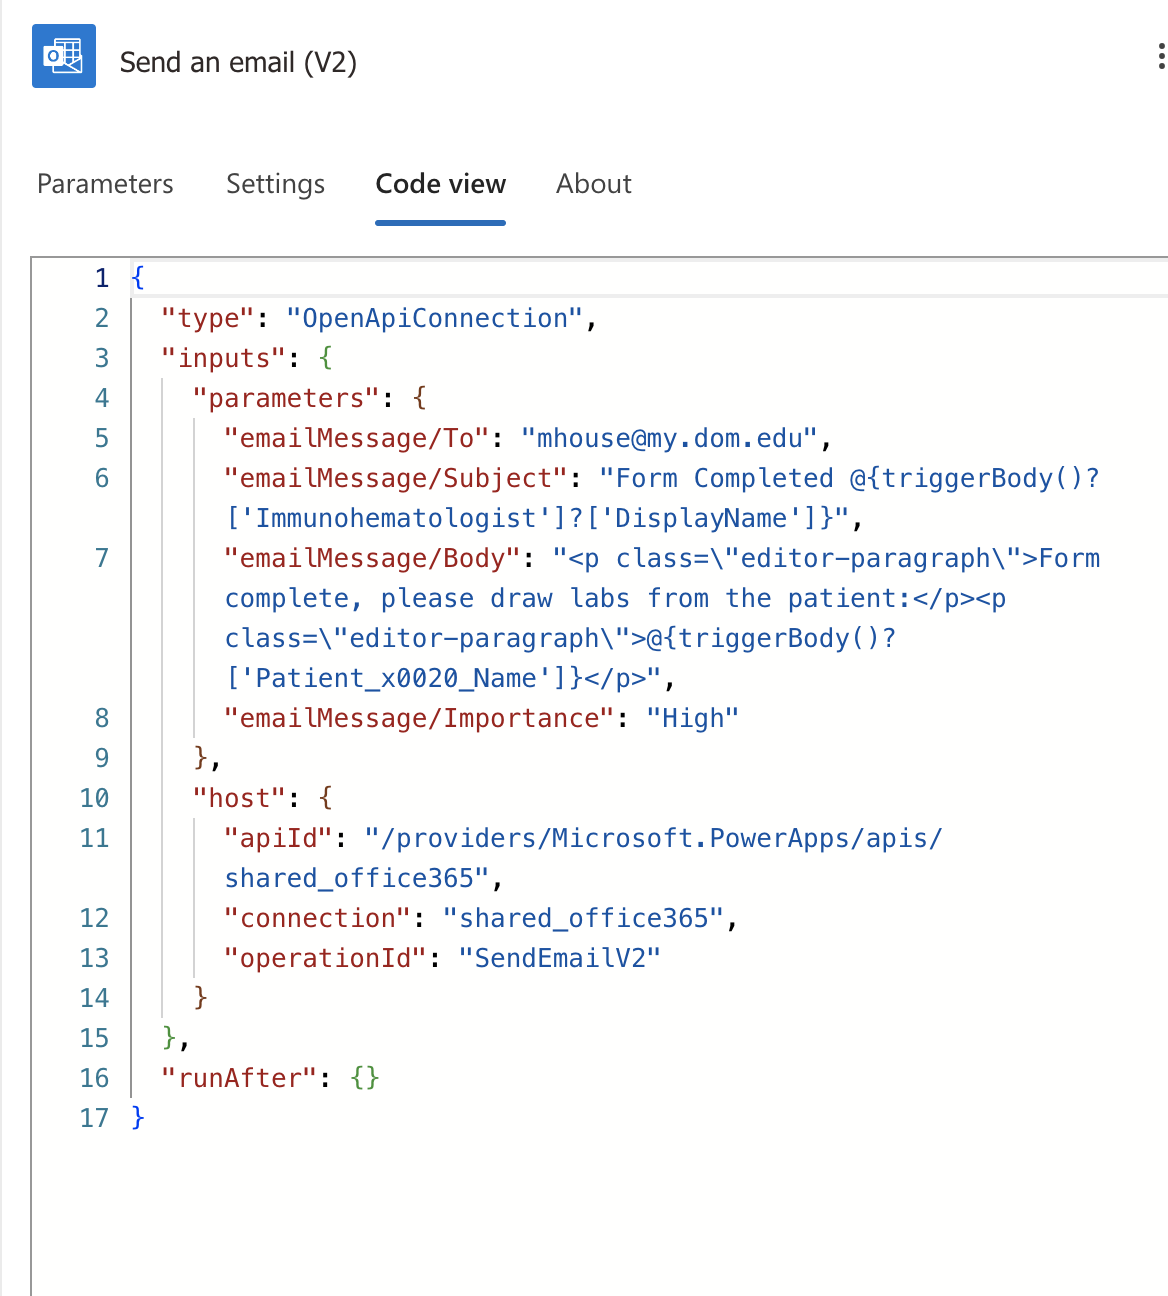 Send an email (V2)
Parameters Settings Code view About
1 {
2 "type": "OpenApiConnection",
3 "inputs": {
4 "parameters": {
5 "emailMessage/To": "mhouse@my.dom.edu",
6 "emailMessage/Subject": "Form Completed @{triggerBody()?
['Immunohematologist']?['DisplayName']}",
7 "emailMessage/Body": "<p class=\"editor-paragraph\">Form
complete, please draw labs from the patient:</p><p
class=\"editor-paragraph\">@{triggerBody()?
['Patient_x0020_Name']}</p>",
8 "emailMessage/Importance": "High"
9 },
10 "host": {
11 "apiId": "/providers/Microsoft.PowerApps/apis/
shared_office365",
12 "connection": "shared_office365",
13 "operationId": "SendEmailV2"
14 }
15 },
16 "runAfter": {}
17 }